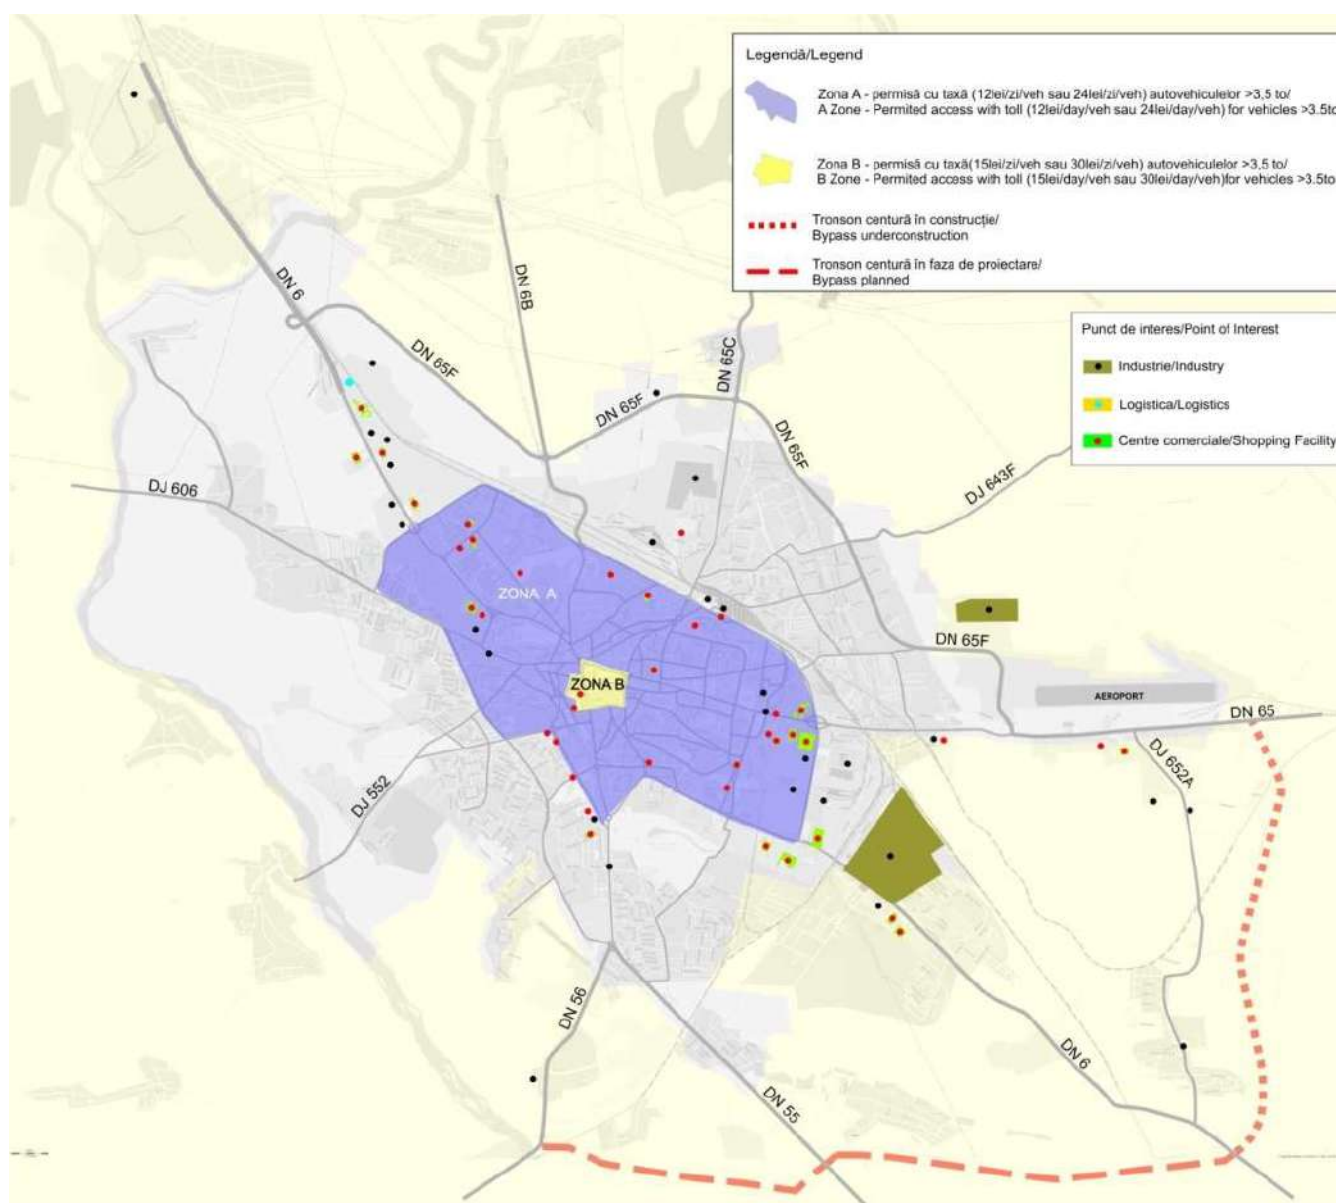 Legendă/Legend
Zona A - permisă cu taxă (12lei/zi/veh sau 24lei/zi/veh) autovehiculelor >3,5 to/
A Zone - Permited access with toll (12lei/day/veh sau 24lei/day/veh) for vehicles >3.5to
Zona B - permisă cu taxă(15lei/zi/veh sau 30lei/zi/veh) autovehiculelor >3,5 to/
B Zone - Permited access with toll (15lei/day/veh sau 30lei/day/veh)for vehicles >3.5to
Tronson centură în construcție/
Bypass underconstruction
Tronson centură în faza de proiectare/
Bypass planned
Punct de interes/Point of Interest
Industrie/Industry
Logistica/Logistics
Centre comerciale/Shopping Facility
DN 6
DN 6B
DN 65F
DN 65C
DN 65F
DN 65F
DJ 643F
DJ 606
ZONA A
DN 65F
ZONA B
AEROPORT
DN 65
DJ 652A
DJ 552
DN 56
DN 6
DN 55